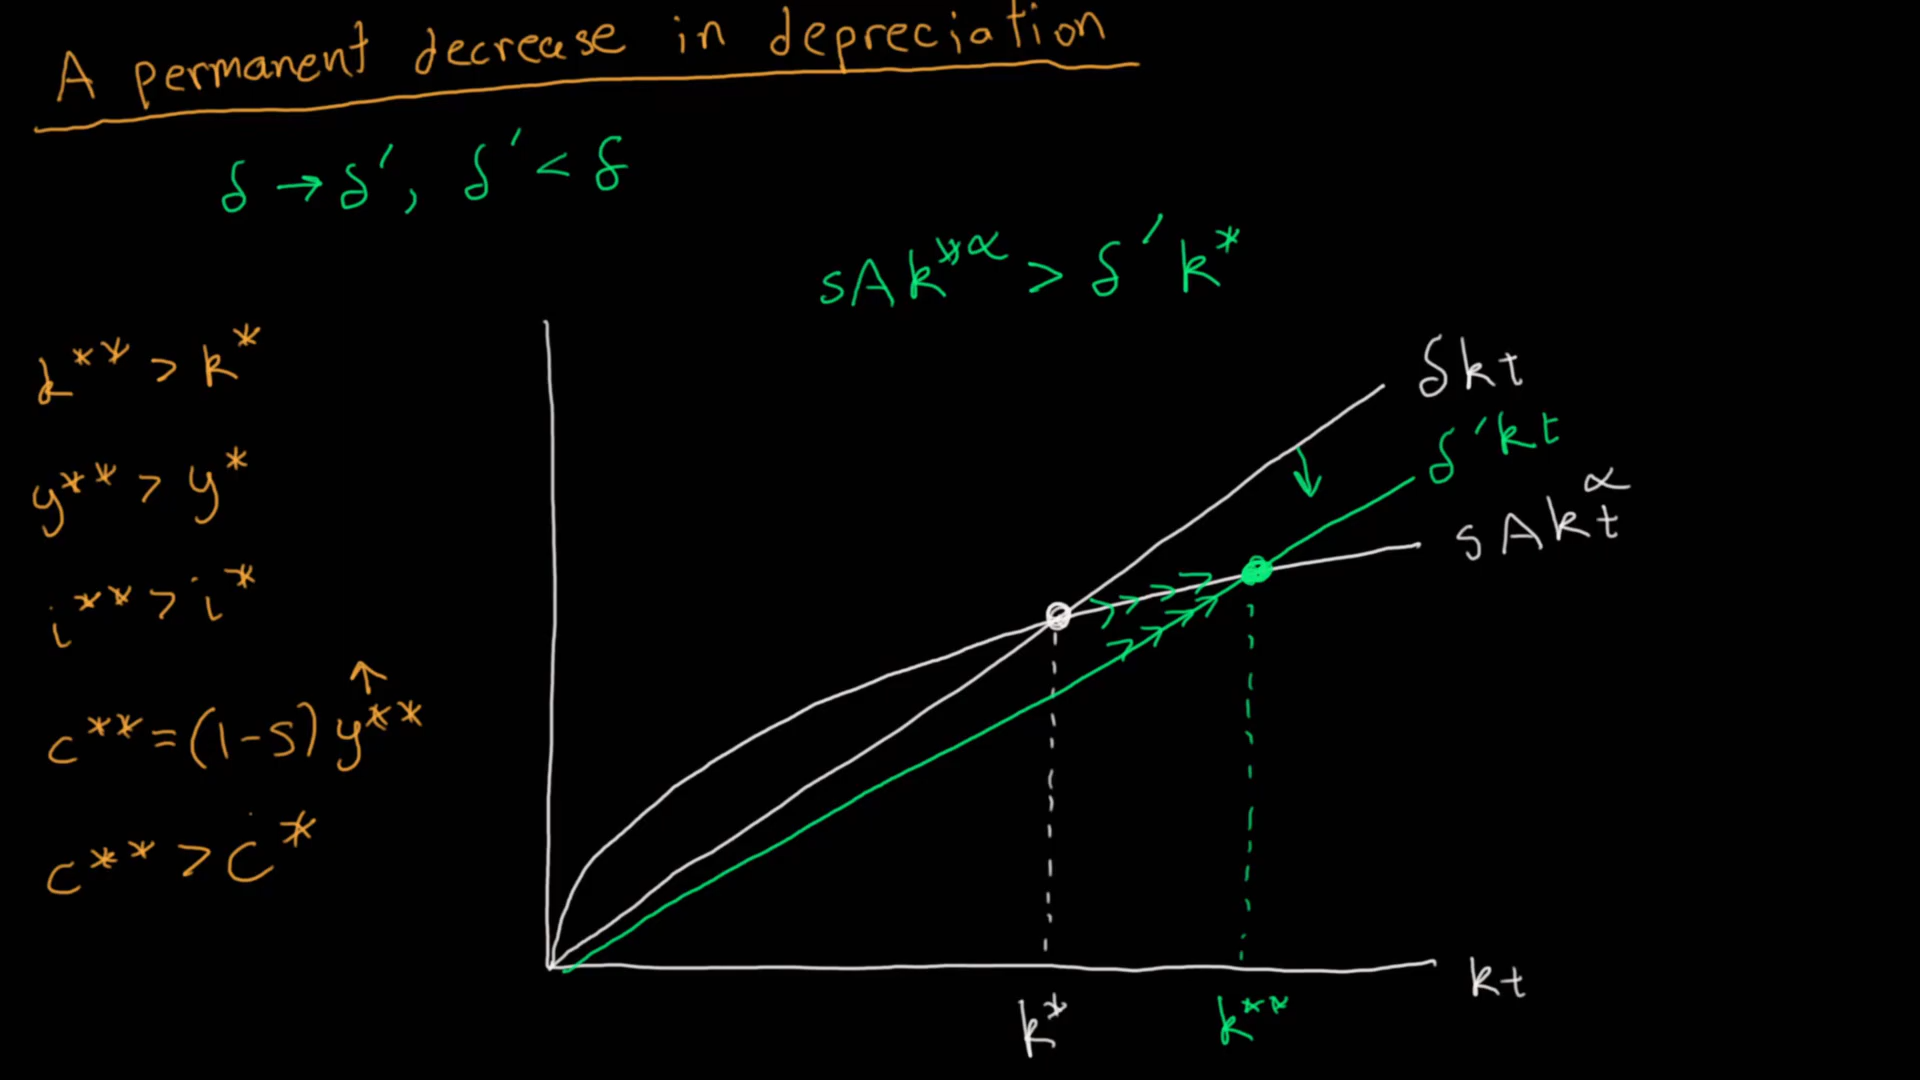 A permanent decrease in depreciation
δ → δ', δ' < δ
sAk*α > δ'k*
k** > k*
y** > y*
i** > i*
c** = (1-s) y**
c** > c*
δkt
δ'kt
sAktα
kt
k*
k**